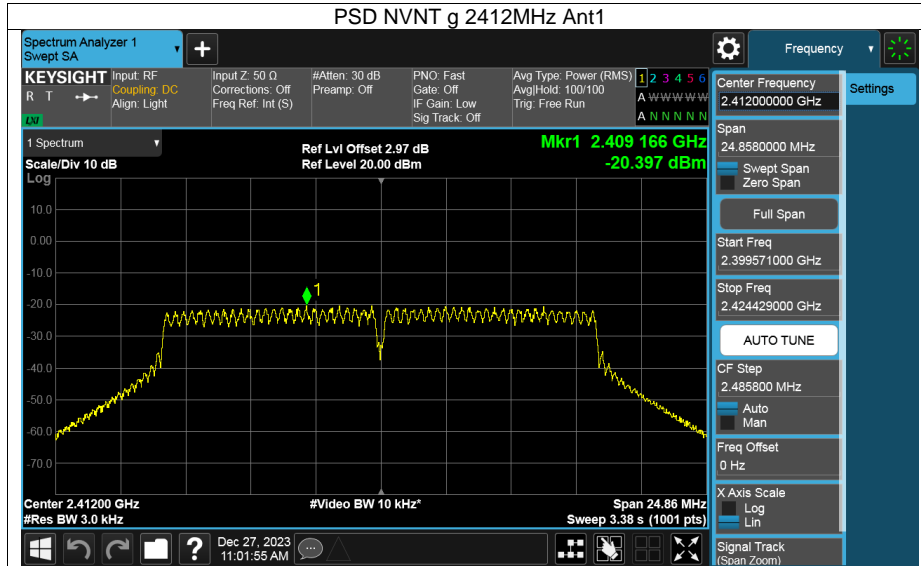 PSD NVNT g 2412MHz Ant1
Spectrum Analyzer 1
Swept SA
Frequency
KEYSIGHT
R T
LXI
Input: RF
Coupling: DC
Align: Light
Input Z: 50 Ω
Corrections: Off
Freq Ref: Int (S)
#Atten: 30 dB
Preamp: Off
PNO: Fast
Gate: Off
IF Gain: Low
Sig Track: Off
Avg Type: Power (RMS)
Avg|Hold: 100/100
Trig: Free Run
1 2 3 4 5 6
A W W W W W
A N N N N N
Center Frequency
2.412000000 GHz
Settings
1 Spectrum
Scale/Div 10 dB
Log
Ref Lvl Offset 2.97 dB
Ref Level 20.00 dBm
Mkr1 2.409 166 GHz
-20.397 dBm
Span
24.8580000 MHz
Swept Span
Zero Span
Full Span
Start Freq
2.399571000 GHz
Stop Freq
2.424429000 GHz
AUTO TUNE
CF Step
2.485800 MHz
Auto
Man
Freq Offset
0 Hz
X Axis Scale
Log
Lin
Signal Track
(Span Zoom)
10.0
0.00
-10.0
-20.0
-30.0
-40.0
-50.0
-60.0
-70.0
1
Center 2.41200 GHz
#Res BW 3.0 kHz
#Video BW 10 kHz*
Span 24.86 MHz
Sweep 3.38 s (1001 pts)
?
Dec 27, 2023
11:01:55 AM